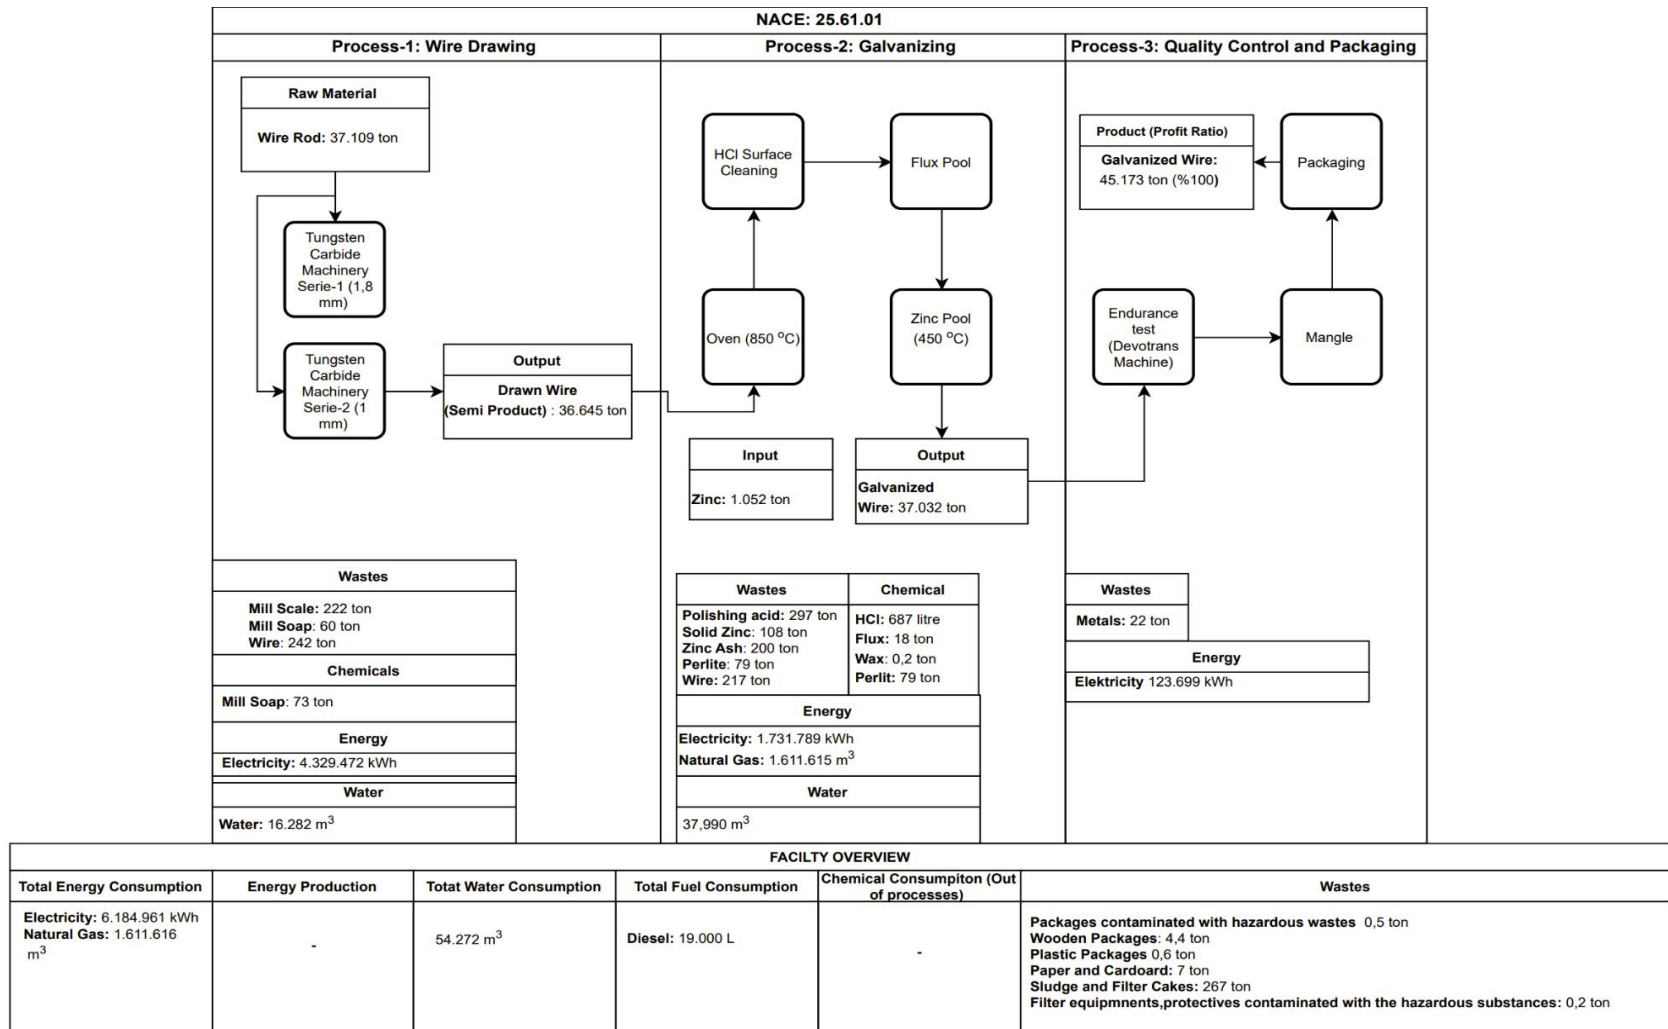 NACE: 25.61.01
Process-1: Wire Drawing
Process-2: Galvanizing
Process-3: Quality Control and Packaging
Raw Material
Wire Rod: 37.109 ton
Tungsten
Carbide
Machinery
Serie-1 (1,8
mm)
Tungsten
Carbide
Machinery
Serie-2 (1
mm)
Output
Drawn Wire
(Semi Product) : 36.645 ton
Wastes
Mill Scale: 222 ton
Mill Soap: 60 ton
Wire: 242 ton
Chemicals
Mill Soap: 73 ton
Energy
Electricity: 4.329.472 kWh
Water
Water: 16.282 m³
HCl Surface
Cleaning
Flux Pool
Oven (850 °C)
Zinc Pool
(450 °C)
Input
Zinc: 1.052 ton
Output
Galvanized
Wire: 37.032 ton
Wastes
Polishing acid: 297 ton
Solid Zinc: 108 ton
Zinc Ash: 200 ton
Perlite: 79 ton
Wire: 217 ton
Chemical
HCl: 687 litre
Flux: 18 ton
Wax: 0,2 ton
Perlit: 79 ton
Energy
Electricity: 1.731.789 kWh
Natural Gas: 1.611.615 m³
Water
37,990 m³
Product (Profit Ratio)
Galvanized Wire:
45.173 ton (%100)
Packaging
Endurance
test
(Devotrans
Machine)
Mangle
Wastes
Metals: 22 ton
Energy
Elektricity 123.699 kWh
FACILTY OVERVIEW
Total Energy Consumption
Energy Production
Totat Water Consumption
Total Fuel Consumption
Chemical Consumpiton (Out
of processes)
Wastes
Electricity: 6.184.961 kWh
Natural Gas: 1.611.616
m³
-
54.272 m³
Diesel: 19.000 L
-
Packages contaminated with hazardous wastes 0,5 ton
Wooden Packages: 4,4 ton
Plastic Packages 0,6 ton
Paper and Cardoard: 7 ton
Sludge and Filter Cakes: 267 ton
Filter equipmnents,protectives contaminated with the hazardous substances: 0,2 ton